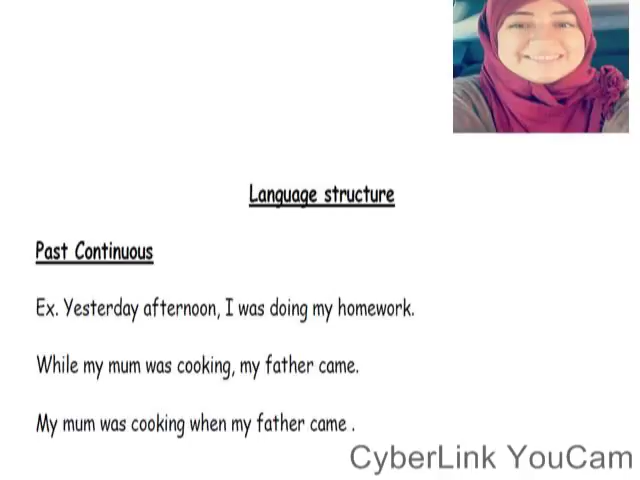 Language structure
Past Continuous
Ex. Yesterday afternoon, I was doing my homework.
While my mum was cooking, my father came.
My mum was cooking when my father came .
CyberLink YouCam